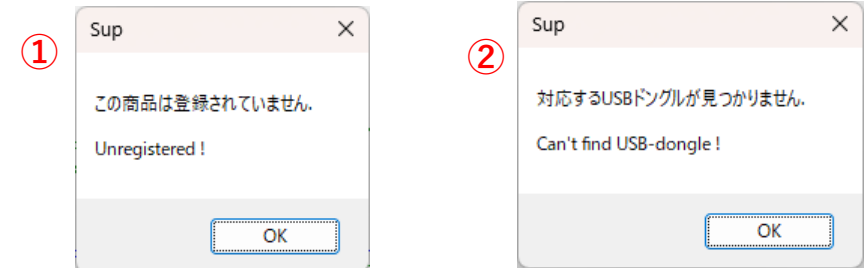 ①
Sup
この商品は登録されていません.
Unregistered !
OK
②
Sup
対応するUSBドングルが見つかりません.
Can't find USB-dongle !
OK